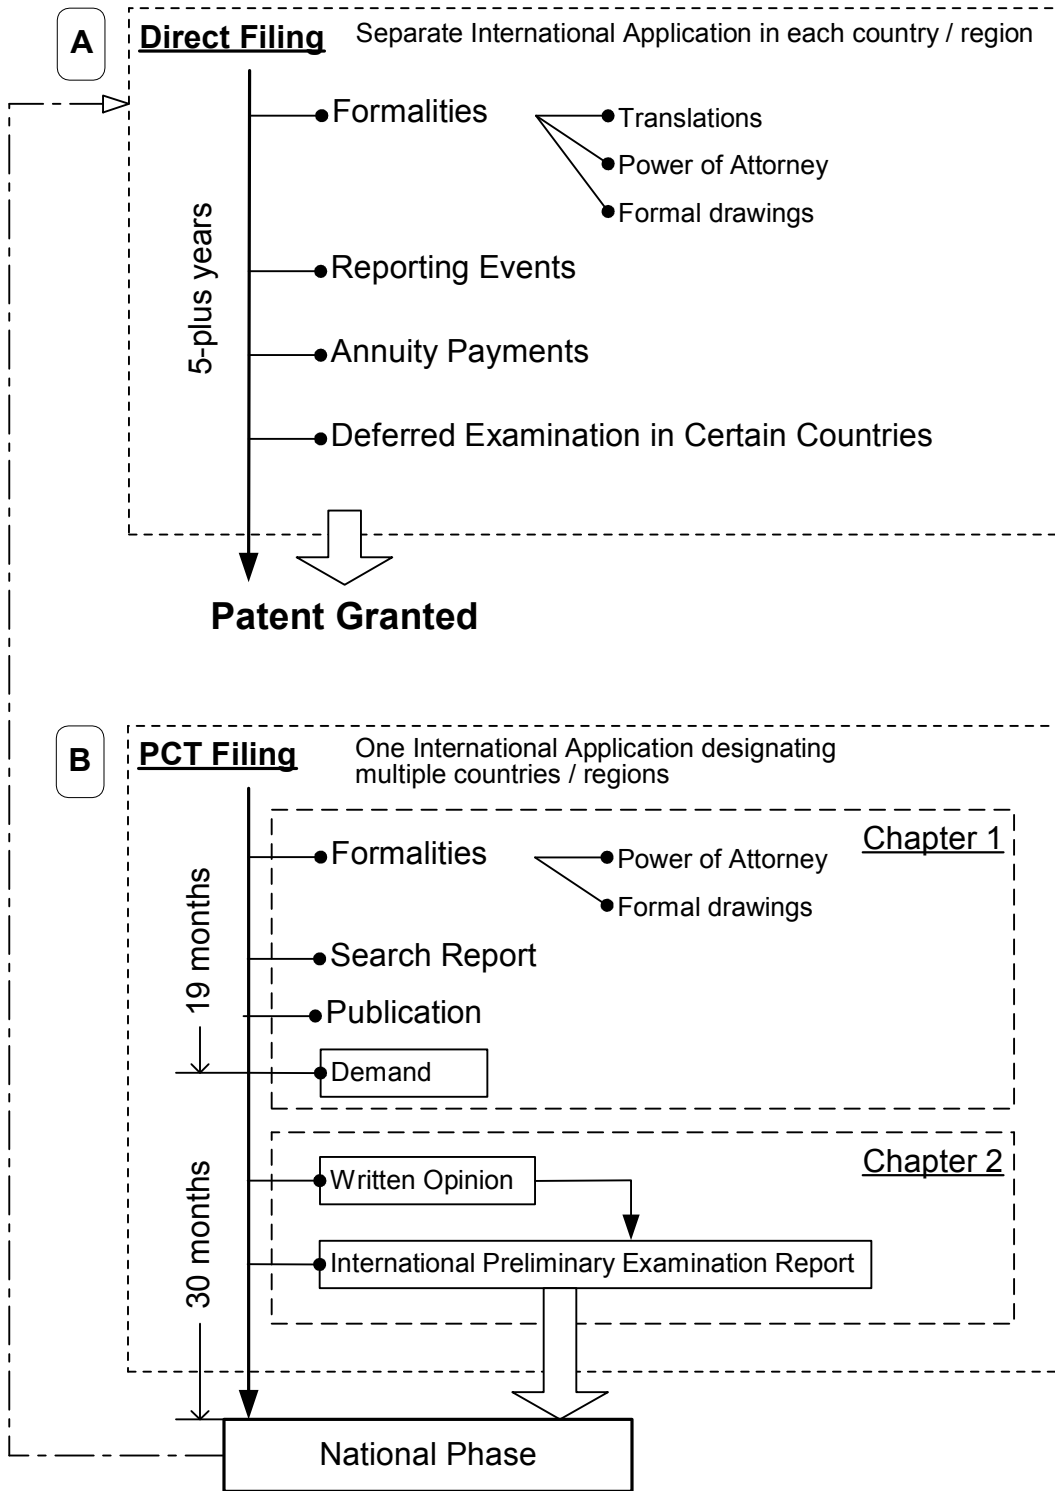 A
Direct Filing
Separate International Application in each country / region
Formalities
Translations
Power of Attorney
Formal drawings
5-plus years
Reporting Events
Annuity Payments
Deferred Examination in Certain Countries
Patent Granted
B
PCT Filing
One International Application designating
multiple countries / regions
Chapter 1
Formalities
Power of Attorney
Formal drawings
19 months
Search Report
Publication
Demand
Chapter 2
Written Opinion
30 months
International Preliminary Examination Report
National Phase